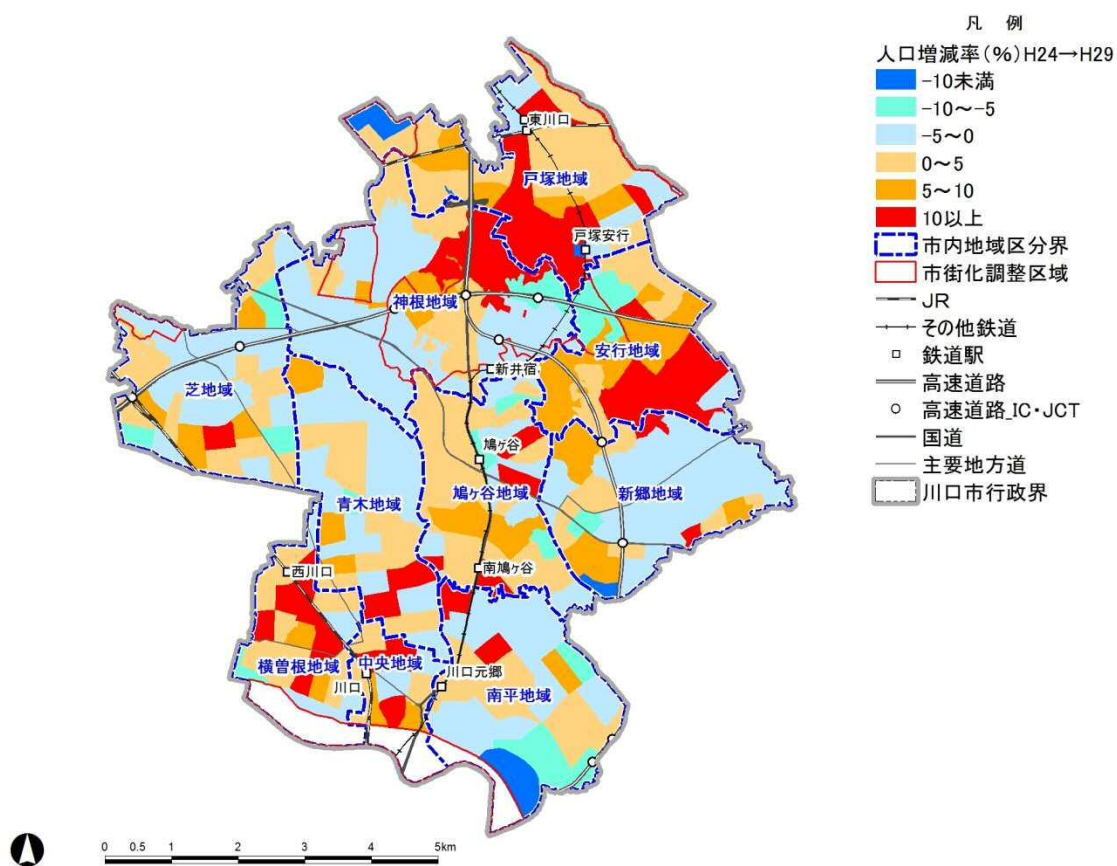 凡 例
人口増減率(%)H24→H29
-10未満
-10～-5
-5～0
0～5
5～10
10以上
市内地域区分界
市街化調整区域
JR
その他鉄道
鉄道駅
高速道路
高速道路_IC・JCT
国道
主要地方道
川口市行政界
東川口
戸塚地域
戸塚安行
神根地域
安行地域
新井宿
芝地域
鳩ヶ谷
鳩ヶ谷地域
新郷地域
青木地域
西川口
南鳩ヶ谷
横曽根地域
中央地域
川口元郷
川口
南平地域
0 0.5 1 2 3 4 5km